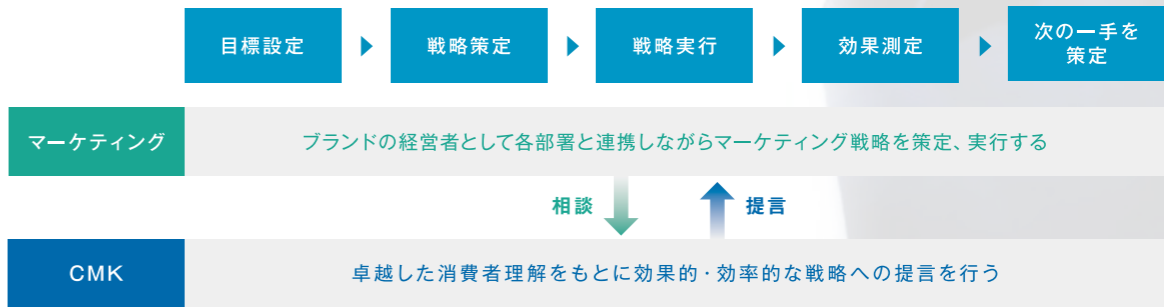 目標設定
戦略策定
戦略実行
効果測定
次の一手を
策定
マーケティング
ブランドの経営者として各部署と連携しながらマーケティング戦略を策定、実行する
相談
提言
CMK
卓越した消費者理解をもとに効果的・効率的な戦略への提言を行う